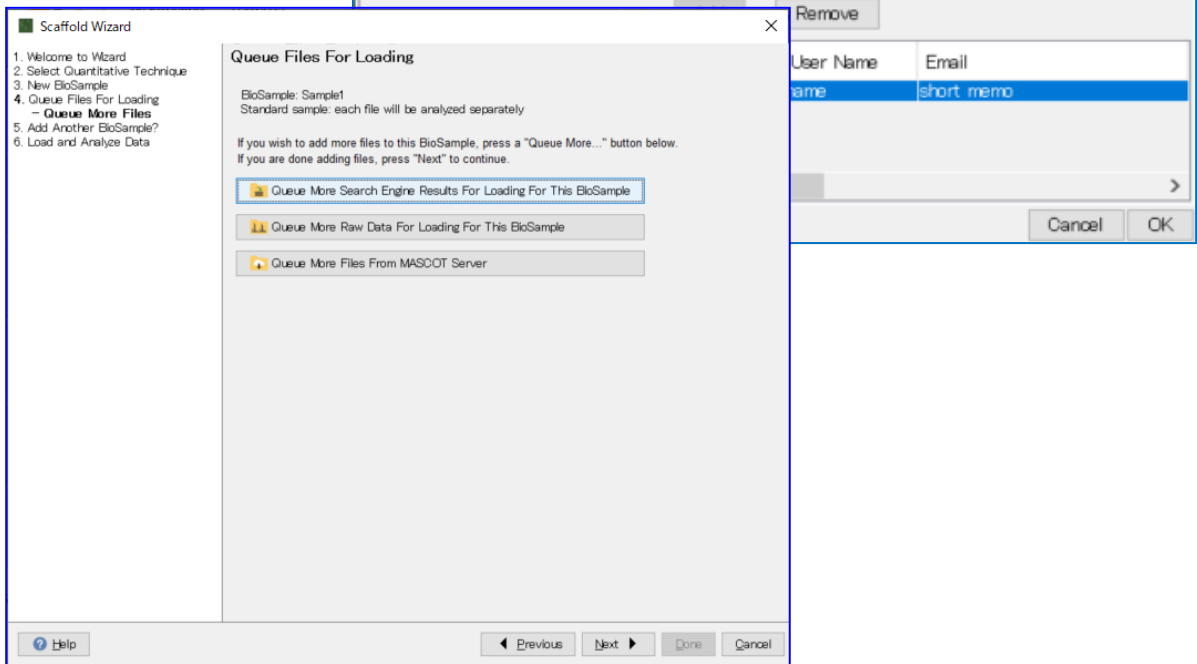 Scaffold Wizard
1. Welcome to Wizard
2. Select Quantitative Technique
3. New BioSample
4. Queue Files For Loading
– Queue More Files
5. Add Another BioSample?
6. Load and Analyze Data
Queue Files For Loading
BioSample: Sample1
Standard sample: each file will be analyzed separately
If you wish to add more files to this BioSample, press a "Queue More..." button below.
If you are done adding files, press "Next" to continue.
Queue More Search Engine Results For Loading For This BioSample
Queue More Raw Data For Loading For This BioSample
Queue More Files From MASCOT Server
Help
Previous
Next
Done
Cancel
Remove
User Name Email
name short memo
Cancel
OK